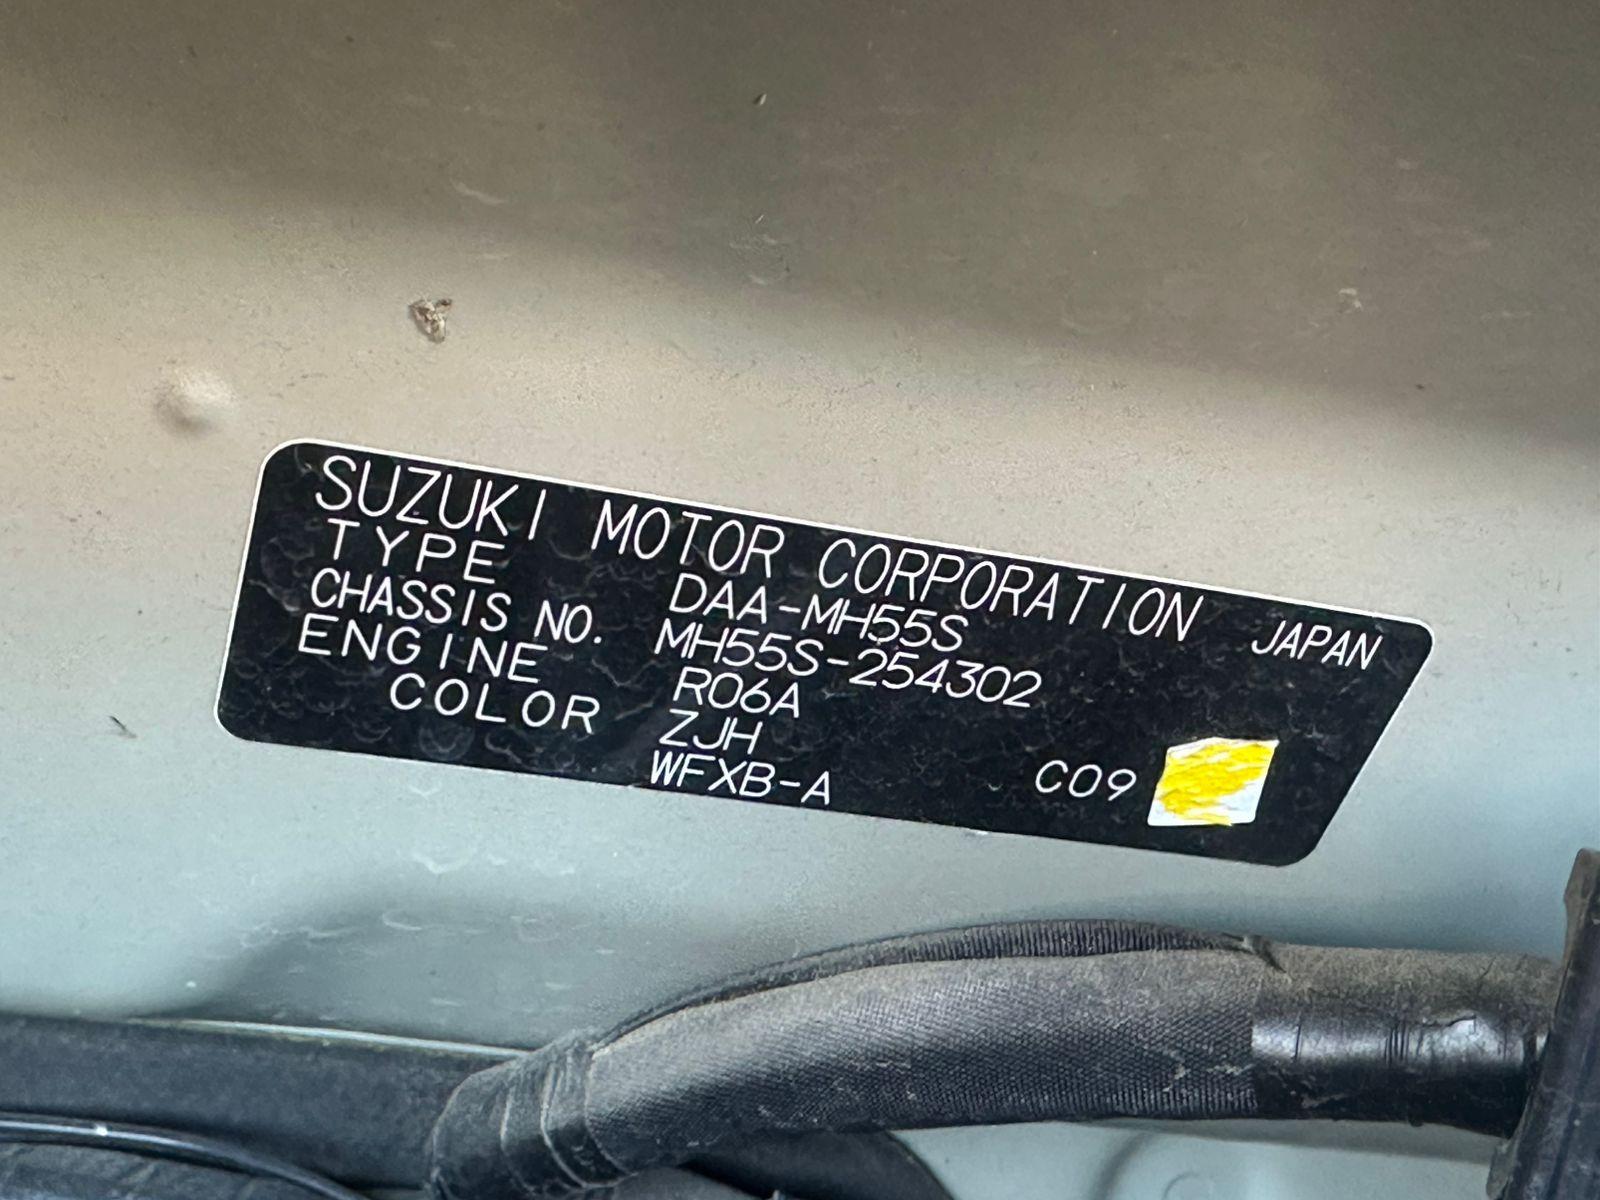 SUZUKI MOTOR CORPORATION JAPAN
TYPE DAA-MH55S
CHASSIS NO. MH55S-254302
ENGINE R06A
COLOR ZJH
WFXB-A C09